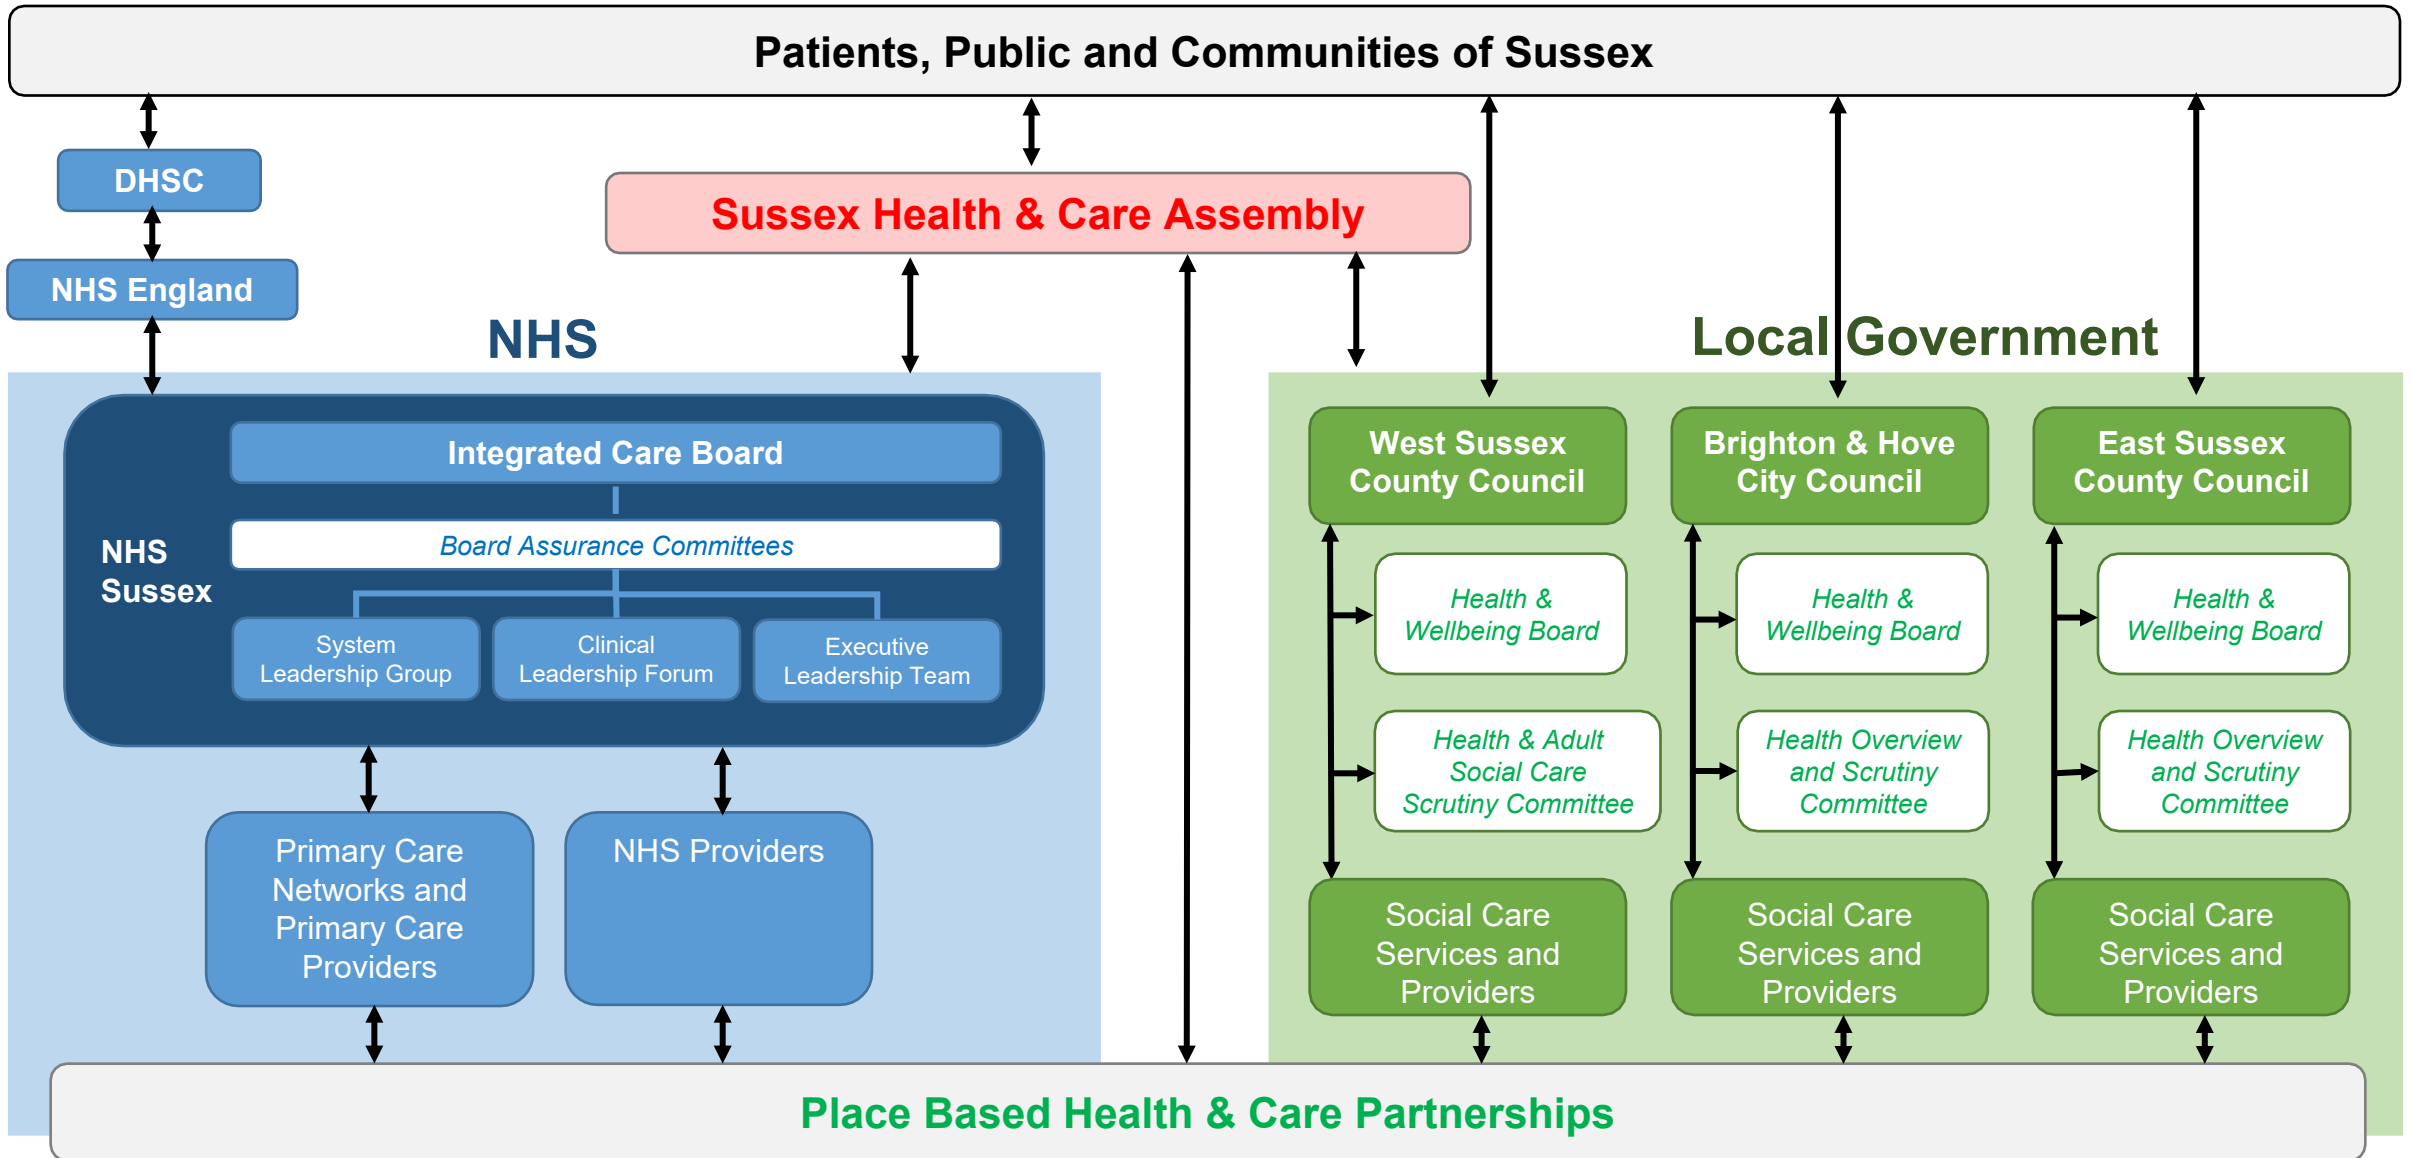 Patients, Public and Communities of Sussex
DHSC
Sussex Health & Care Assembly
NHS England
NHS
Local Government
NHS
Sussex
Integrated Care Board
Board Assurance Committees
System
Leadership Group
Clinical
Leadership Forum
Executive
Leadership Team
Primary Care
Networks and
Primary Care
Providers
NHS Providers
West Sussex
County Council
Health &
Wellbeing Board
Health & Adult
Social Care
Scrutiny Committee
Social Care
Services and
Providers
Brighton & Hove
City Council
Health &
Wellbeing Board
Health Overview
and Scrutiny
Committee
Social Care
Services and
Providers
East Sussex
County Council
Health &
Wellbeing Board
Health Overview
and Scrutiny
Committee
Social Care
Services and
Providers
Place Based Health & Care Partnerships